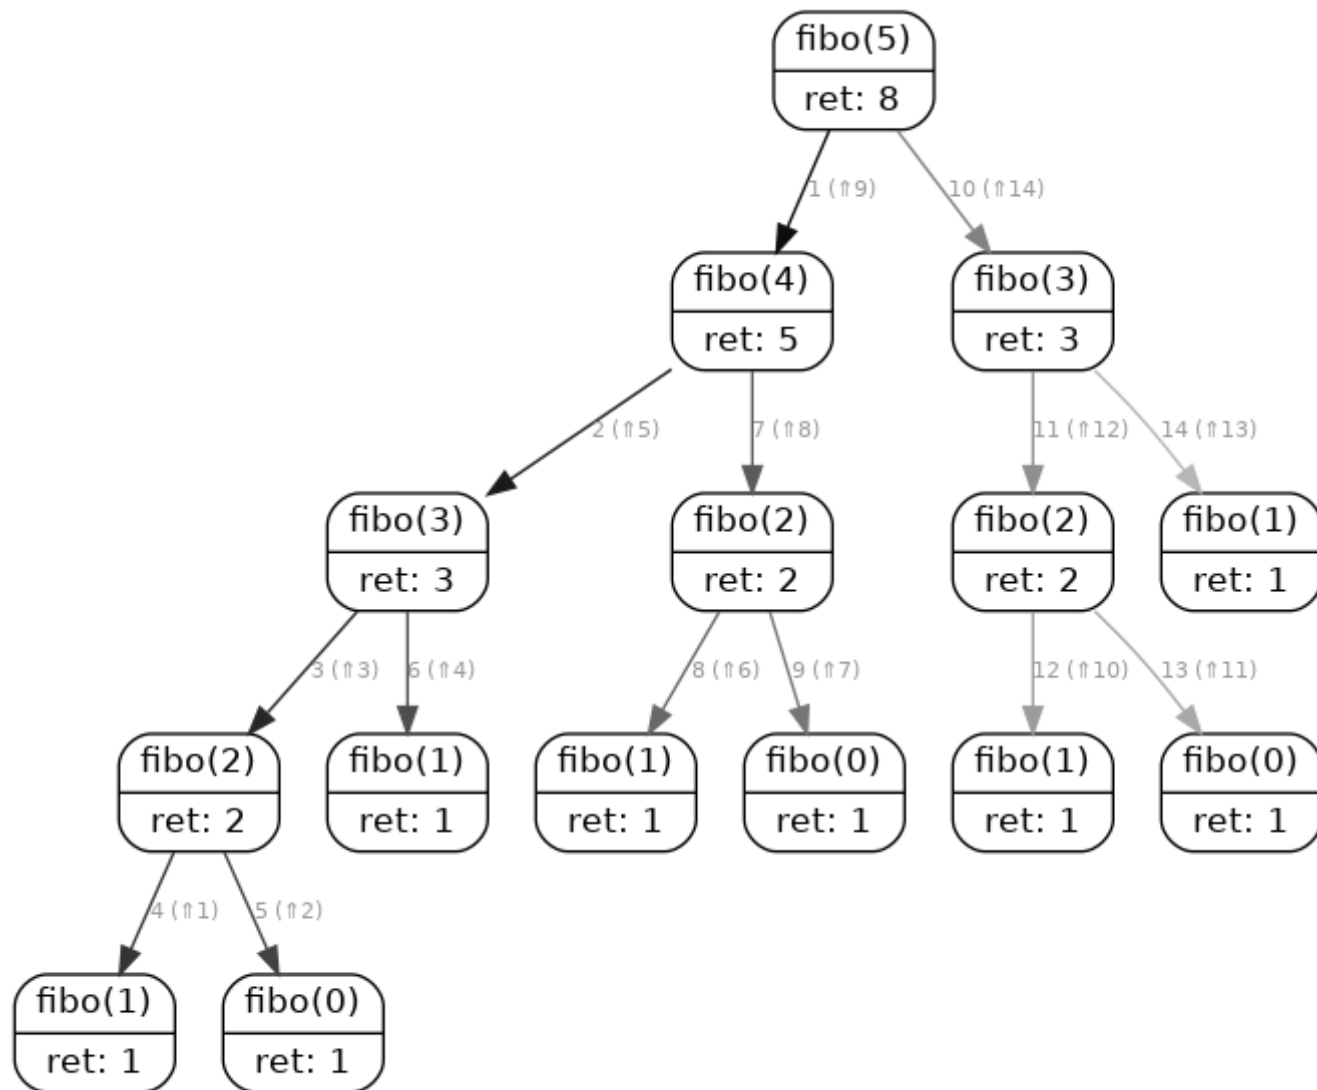 fibo(5)
ret: 8
1 (⇑9)
10 (⇑14)
fibo(4)
ret: 5
fibo(3)
ret: 3
2 (⇑5)
7 (⇑8)
11 (⇑12)
14 (⇑13)
fibo(3)
ret: 3
fibo(2)
ret: 2
fibo(2)
ret: 2
fibo(1)
ret: 1
3 (⇑3)
6 (⇑4)
8 (⇑6)
9 (⇑7)
12 (⇑10)
13 (⇑11)
fibo(2)
ret: 2
fibo(1)
ret: 1
fibo(1)
ret: 1
fibo(0)
ret: 1
fibo(1)
ret: 1
fibo(0)
ret: 1
4 (⇑1)
5 (⇑2)
fibo(1)
ret: 1
fibo(0)
ret: 1